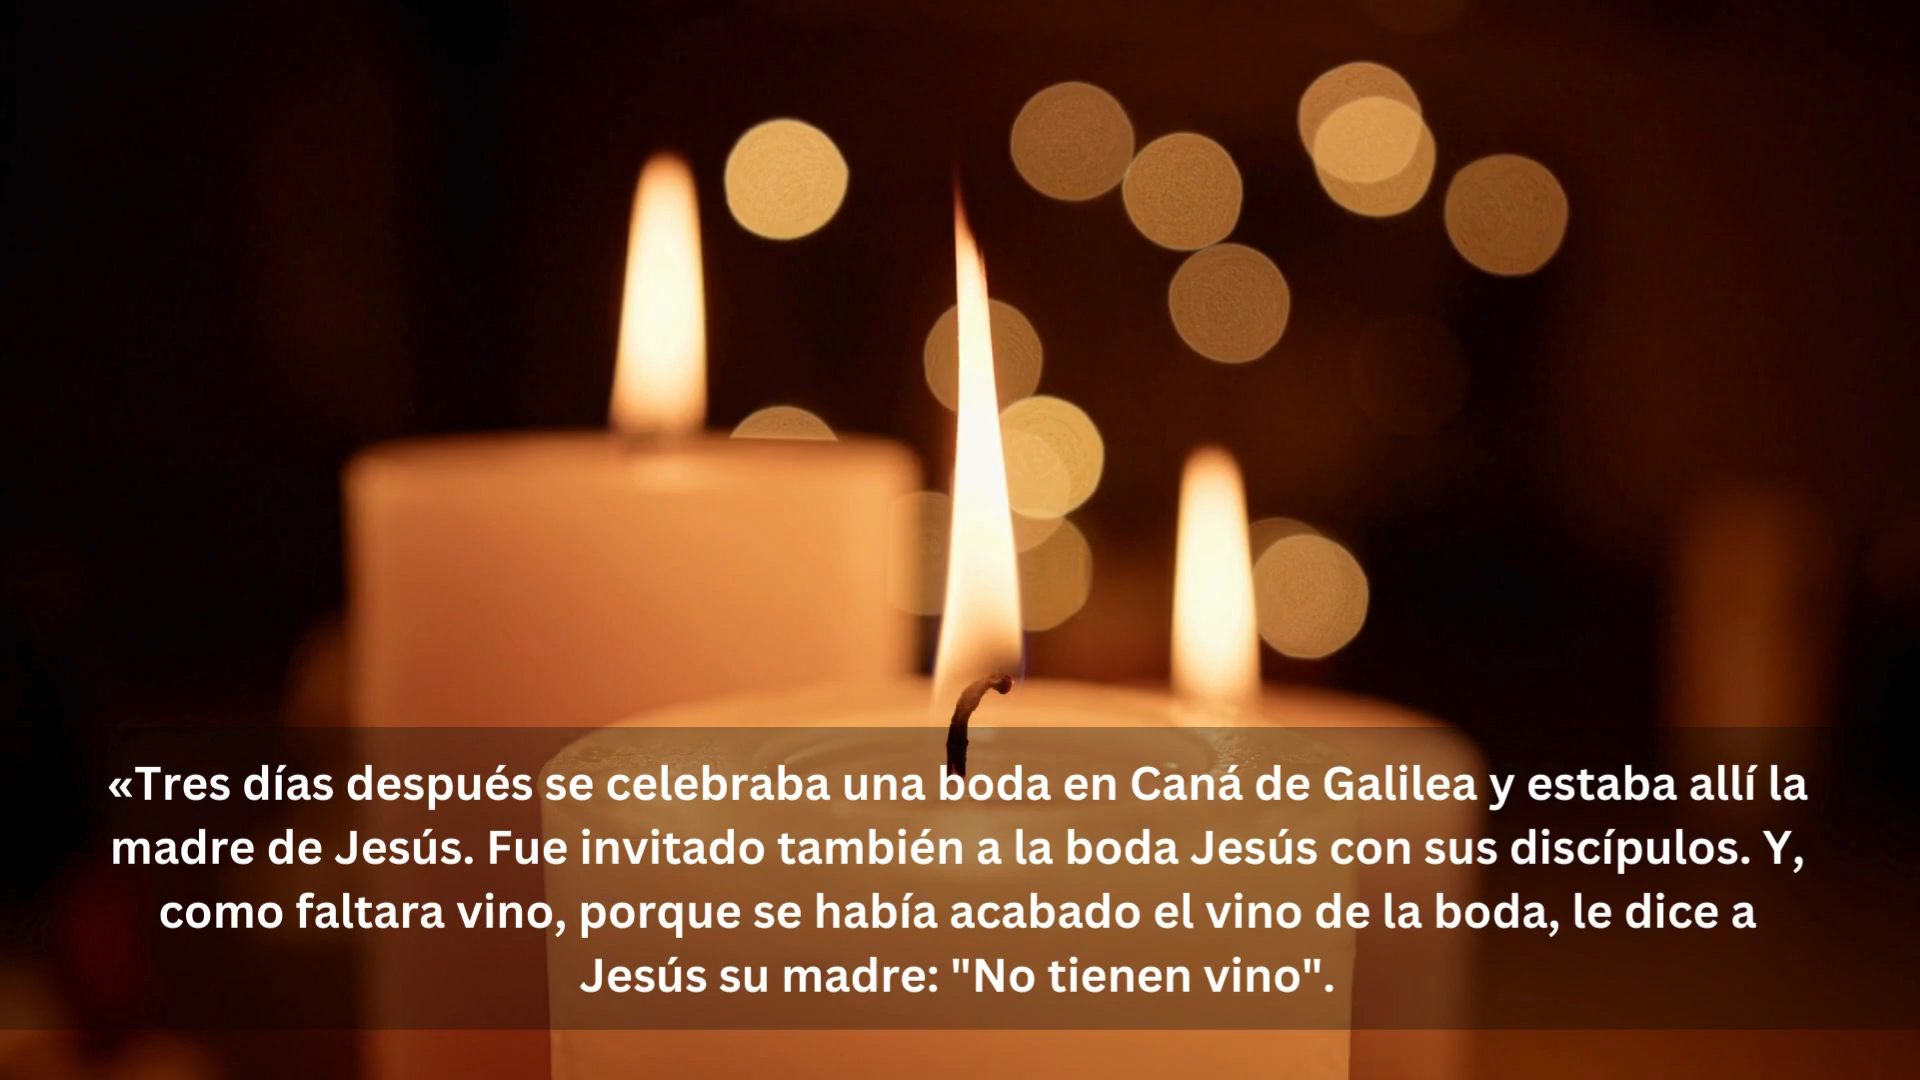 «Tres días después se celebraba una boda en Caná de Galilea y estaba allí la
madre de Jesús. Fue invitado también a la boda Jesús con sus discípulos. Y,
como faltara vino, porque se había acabado el vino de la boda, le dice a
Jesús su madre: "No tienen vino".